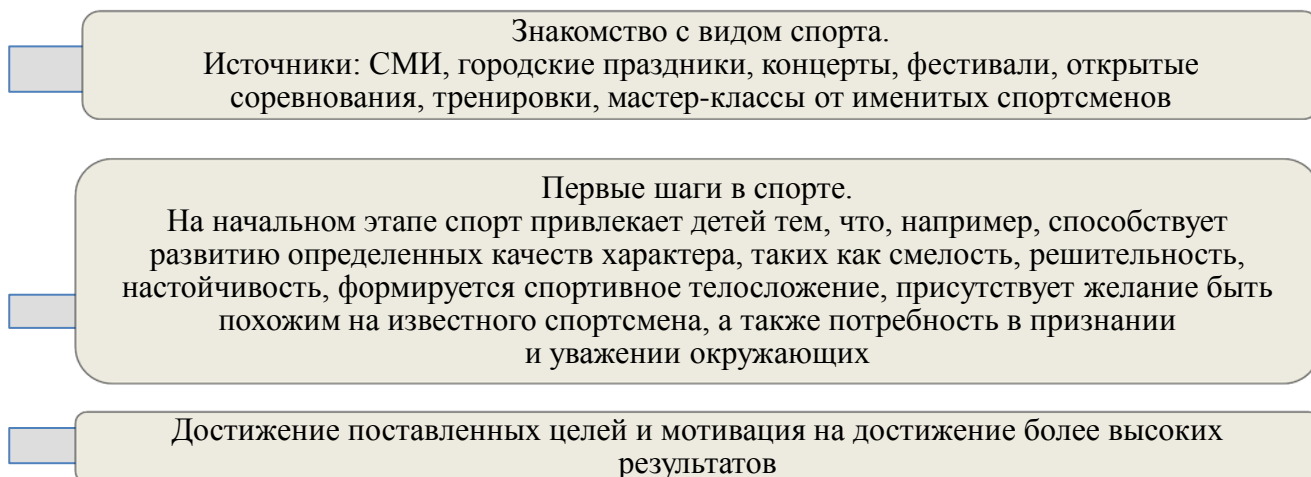 Знакомство с видом спорта.
Источники: СМИ, городские праздники, концерты, фестивали, открытые
соревнования, тренировки, мастер-классы от именитых спортсменов
Первые шаги в спорте.
На начальном этапе спорт привлекает детей тем, что, например, способствует
развитию определенных качеств характера, таких как смелость, решительность,
настойчивость, формируется спортивное телосложение, присутствует желание быть
похожим на известного спортсмена, а также потребность в признании
и уважении окружающих
Достижение поставленных целей и мотивация на достижение более высоких
результатов